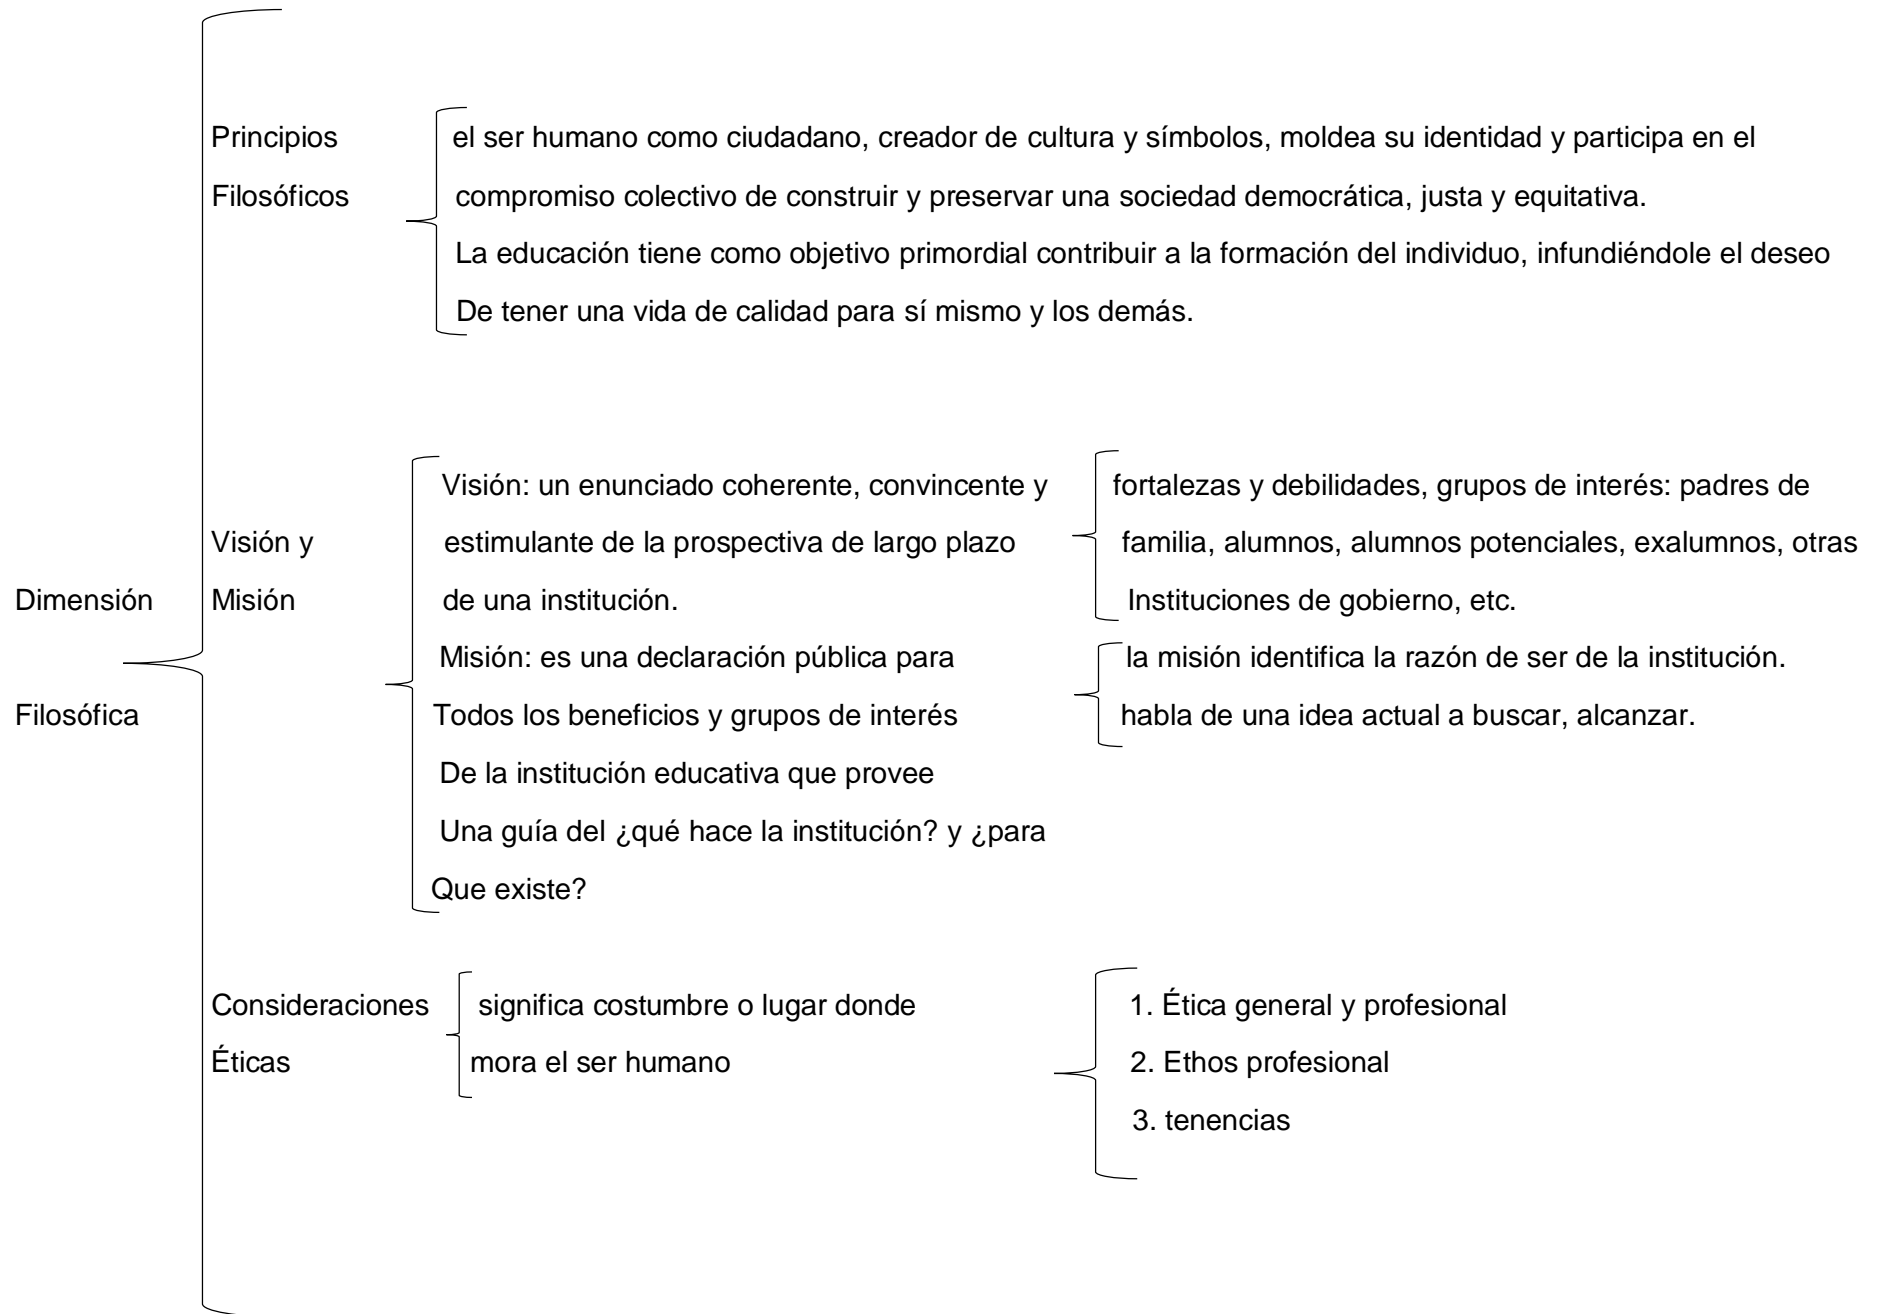 Dimensión
Filosófica
Principios
Filosóficos
el ser humano como ciudadano, creador de cultura y símbolos, moldea su identidad y participa en el
compromiso colectivo de construir y preservar una sociedad democrática, justa y equitativa.
La educación tiene como objetivo primordial contribuir a la formación del individuo, infundiéndole el deseo
De tener una vida de calidad para sí mismo y los demás.
Visión y
Misión
Visión: un enunciado coherente, convincente y
estimulante de la prospectiva de largo plazo
de una institución.
fortalezas y debilidades, grupos de interés: padres de
familia, alumnos, alumnos potenciales, exalumnos, otras
Instituciones de gobierno, etc.
Misión: es una declaración pública para
Todos los beneficios y grupos de interés
De la institución educativa que provee
Una guía del ¿qué hace la institución? y ¿para
Que existe?
la misión identifica la razón de ser de la institución.
habla de una idea actual a buscar, alcanzar.
Consideraciones
Éticas
significa costumbre o lugar donde
mora el ser humano
1. Ética general y profesional
2. Ethos profesional
3. tenencias